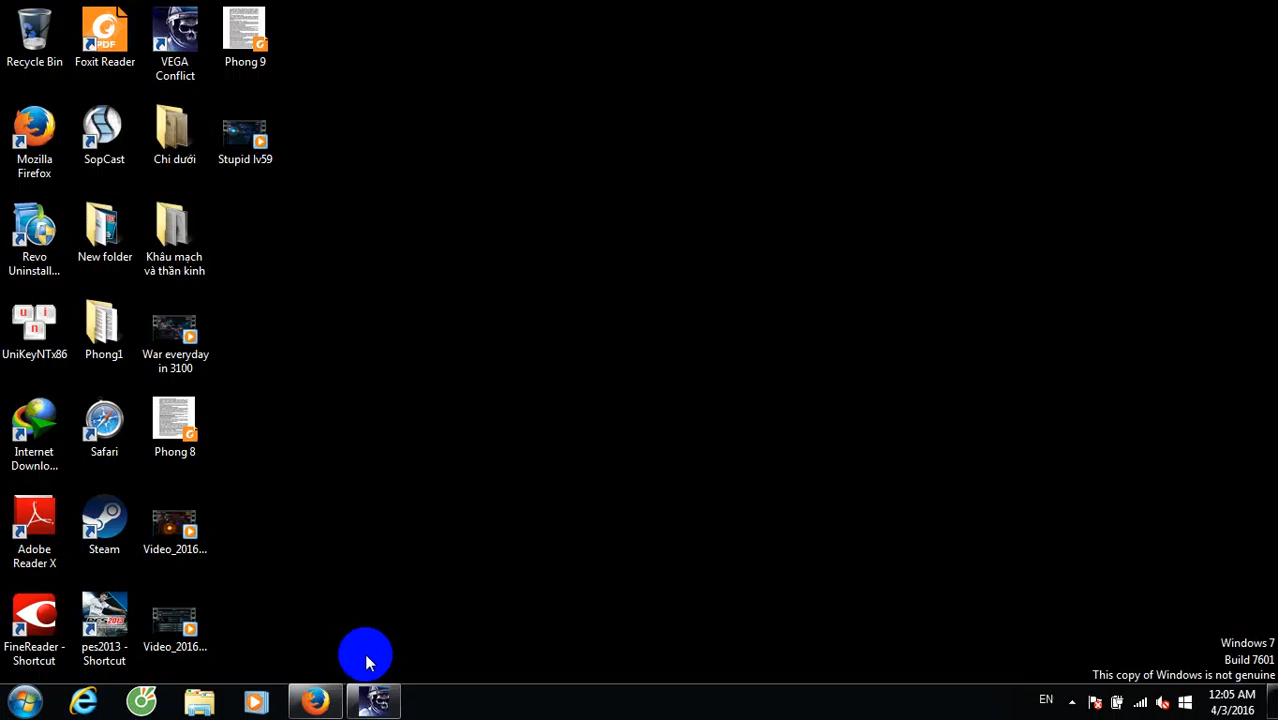 Recycle Bin
Foxit Reader
VEGA
Conflict
Phong 9
Mozilla
Firefox
SopCast
Chi dưới
Stupid lv59
Revo
Uninstall...
New folder
Khâu mạch
và thần kinh
UniKeyNTx86
Phong1
War everyday
in 3100
Internet
Downlo...
Safari
Phong 8
Adobe
Reader X
Steam
Video_2016...
FineReader -
Shortcut
pes2013 -
Shortcut
Video_2016...
Windows 7
Build 7601
This copy of Windows is not genuine
EN
12:05 AM
4/3/2016
PDF
u i
n
PES2013